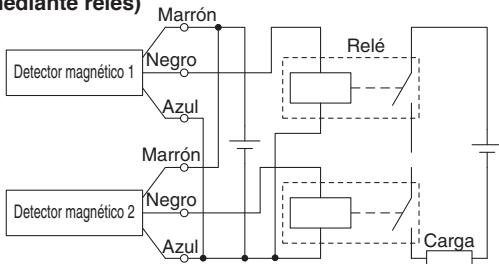 mediante relés)
Marrón
Relé
Detector magnético 1
Negro
Azul
Marrón
Detector magnético 2
Negro
Azul
Carga